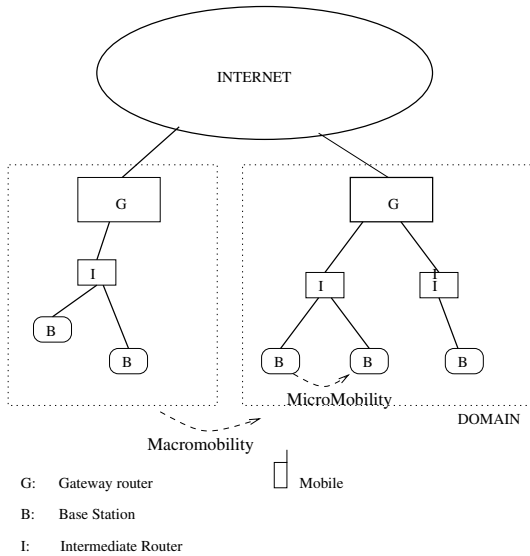 INTERNET
G
G
I
I
I
I
B
B
B
B
B
MicroMobility
DOMAIN
Macromobility
Mobile
G: Gateway router
B: Base Station
I: Intermediate Router